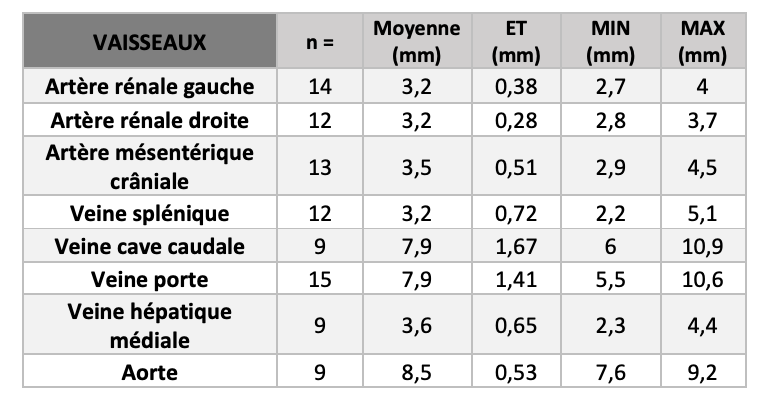 VAISSEAUX n = Moyenne (mm) ET (mm) MIN (mm) MAX (mm)
Artère rénale gauche 14 3,2 0,38 2,7 4
Artère rénale droite 12 3,2 0,28 2,8 3,7
Artère mésentérique crâniale 13 3,5 0,51 2,9 4,5
Veine splénique 12 3,2 0,72 2,2 5,1
Veine cave caudale 9 7,9 1,67 6 10,9
Veine porte 15 7,9 1,41 5,5 10,6
Veine hépatique médiale 9 3,6 0,65 2,3 4,4
Aorte 9 8,5 0,53 7,6 9,2